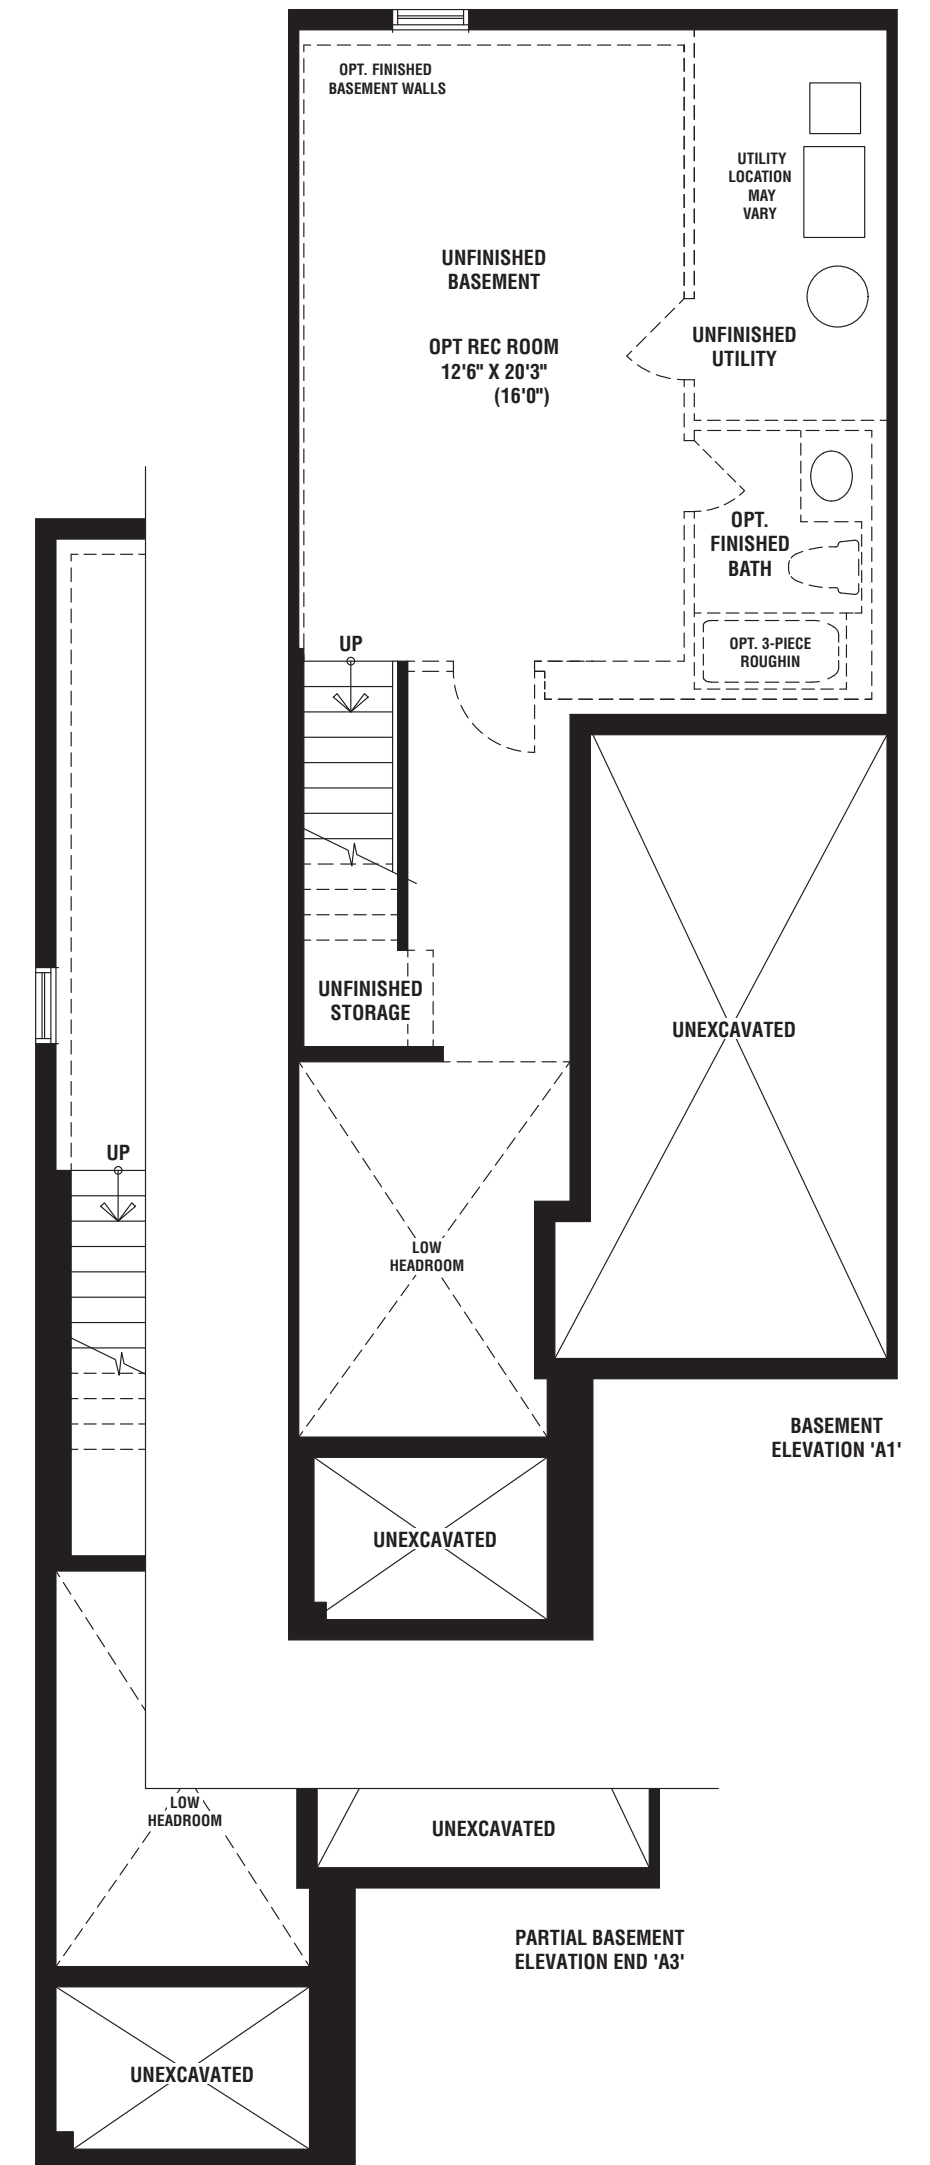 OPT. FINISHED
BASEMENT WALLS
UTILITY
LOCATION
MAY
VARY
UNFINISHED
BASEMENT
OPT REC ROOM
12'6" X 20'3"
(16'0")
UNFINISHED
UTILITY
OPT.
FINISHED
BATH
OPT. 3-PIECE
ROUGHIN
UP
UNFINISHED
STORAGE
UNEXCAVATED
LOW
HEADROOM
BASEMENT
ELEVATION 'A1'
UNEXCAVATED
UP
LOW
HEADROOM
UNEXCAVATED
PARTIAL BASEMENT
ELEVATION END 'A3'
UNEXCAVATED